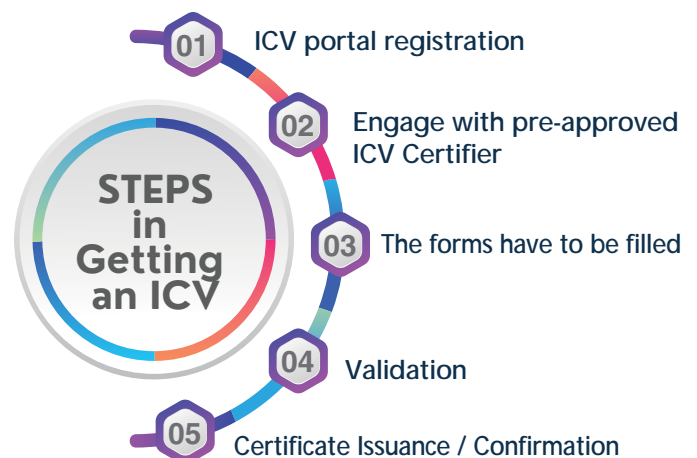 STEPS
in
Getting
an ICV
01
ICV portal registration
02
Engage with pre-approved
ICV Certifier
03
The forms have to be filled
04
Validation
05
Certificate Issuance / Confirmation